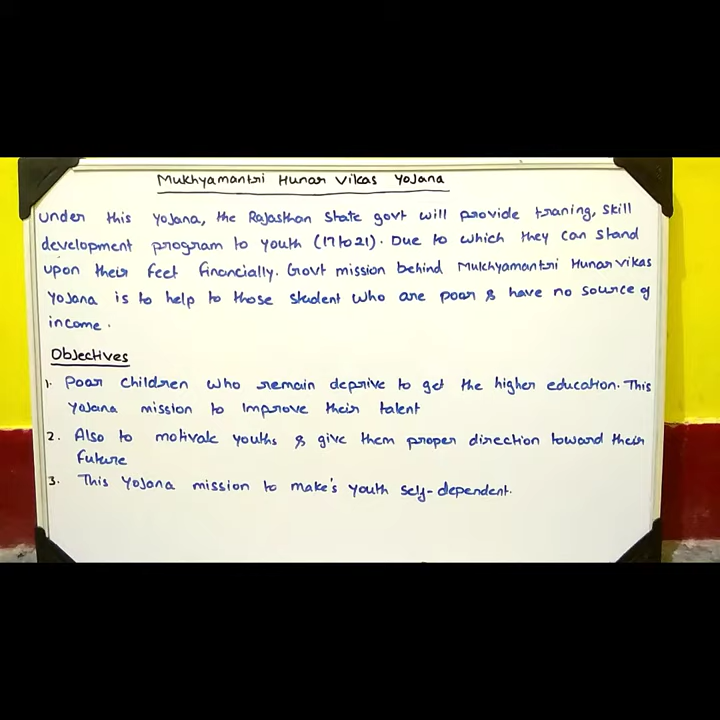 Mukhyamantri Hunar Vikas Yojana
Under this Yojana, the Rajasthan State govt will provide traning, skill
development program to youth (17 to 21). Due to which they can stand
upon their feet financially. Govt mission behind Mukhyamantri Hunar Vikas
Yojana is to help to those student who are poor & have no source of
income.
Objectives
1. Poor children who remain deprive to get the higher education. This
Yojana mission to improve their talent
2. Also to motivate youths & give them proper direction toward their
future
3. This Yojana mission to make's youth self-dependent.